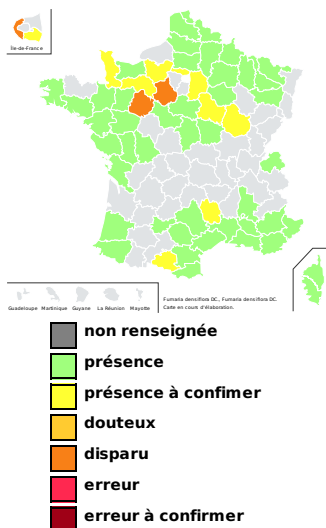 Île-de-France
Guadeloupe Martinique Guyane La Réunion Mayotte
Fumaria densiflora DC., Fumaria densiflora DC.
Carte en cours d'élaboration.
non renseignée
présence
présence à confimer
douteux
disparu
erreur
erreur à confirmer